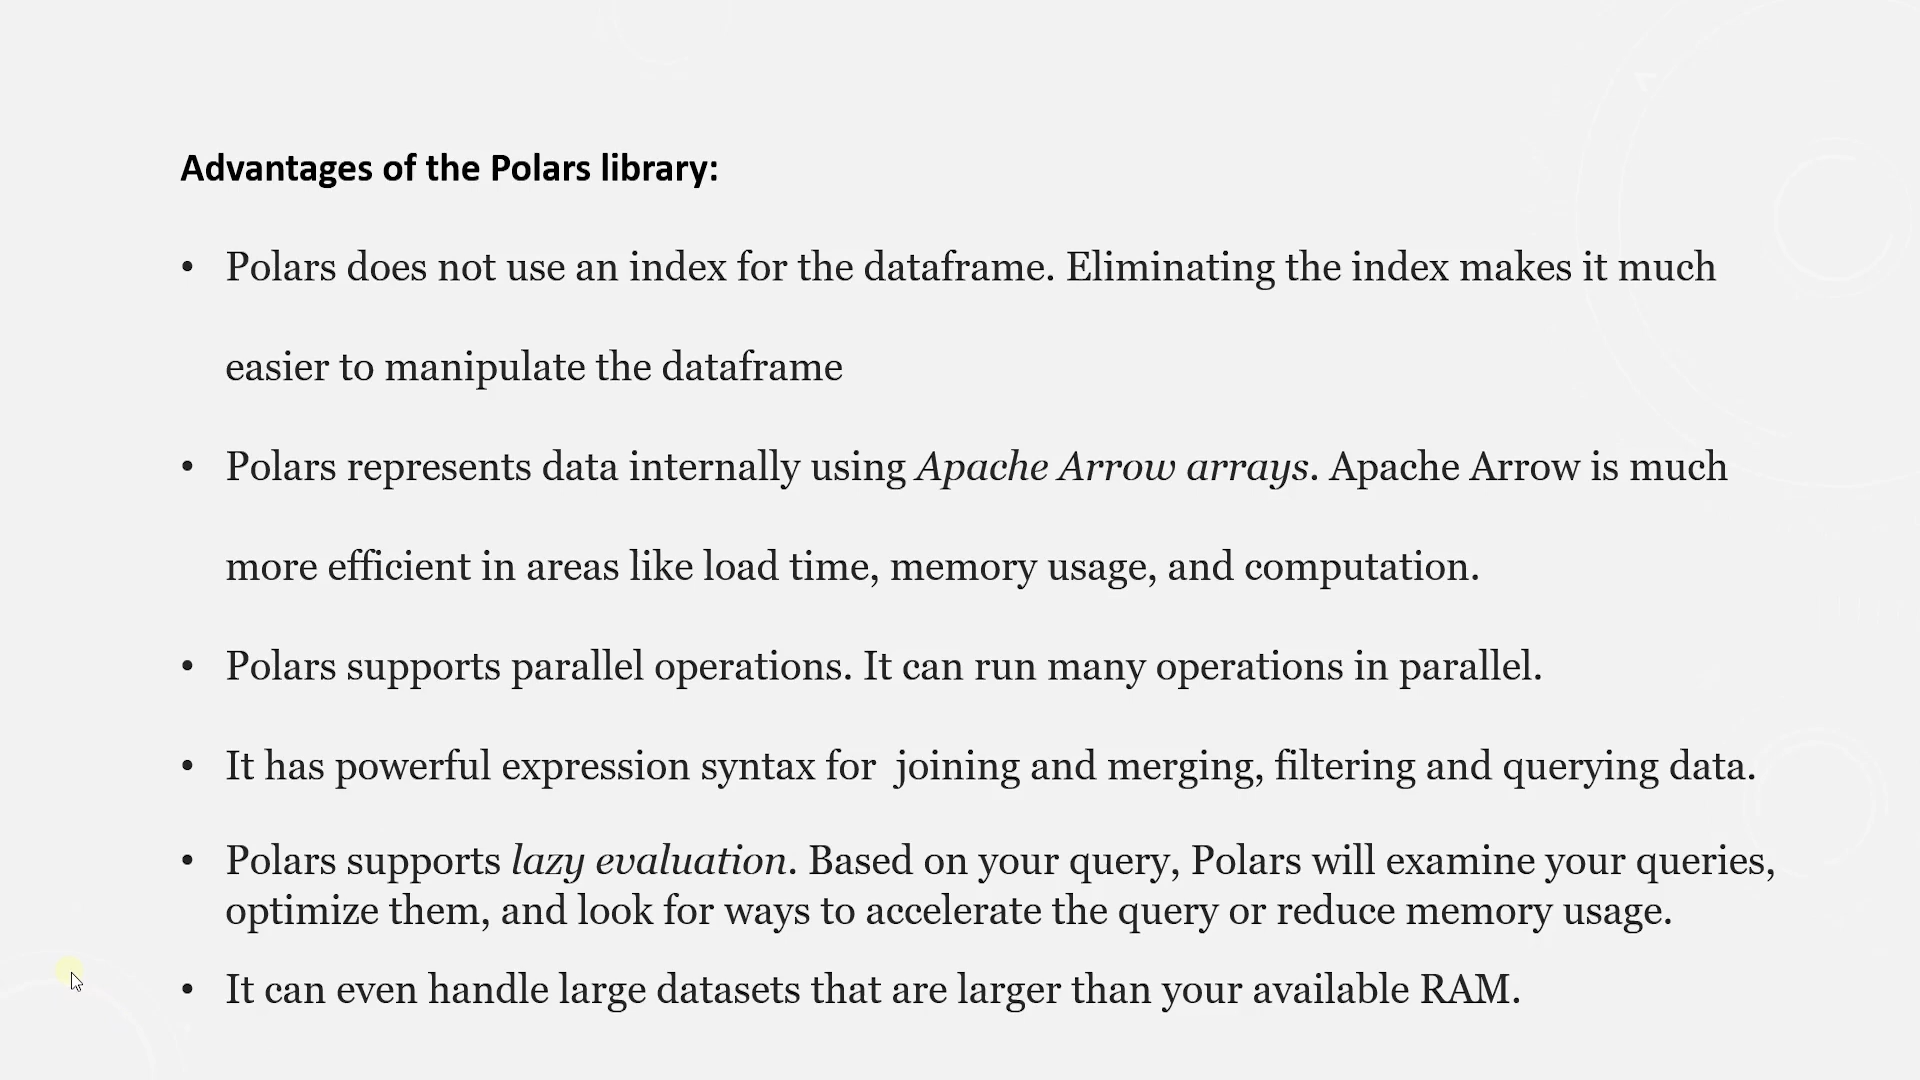 Advantages of the Polars library:
• Polars does not use an index for the dataframe. Eliminating the index makes it much
easier to manipulate the dataframe
• Polars represents data internally using Apache Arrow arrays. Apache Arrow is much
more efficient in areas like load time, memory usage, and computation.
• Polars supports parallel operations. It can run many operations in parallel.
• It has powerful expression syntax for  joining and merging, filtering and querying data.
• Polars supports lazy evaluation. Based on your query, Polars will examine your queries,
optimize them, and look for ways to accelerate the query or reduce memory usage.
• It can even handle large datasets that are larger than your available RAM.